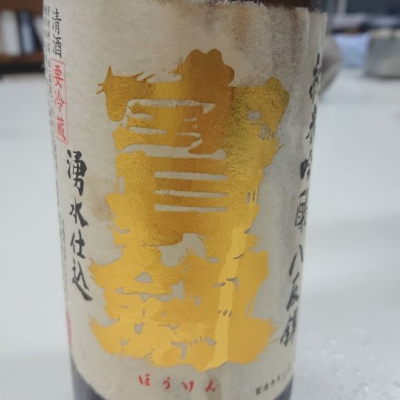 清酒
要冷蔵
湧水仕込
寳剱
ほうけん
純米吟醸 八反錦